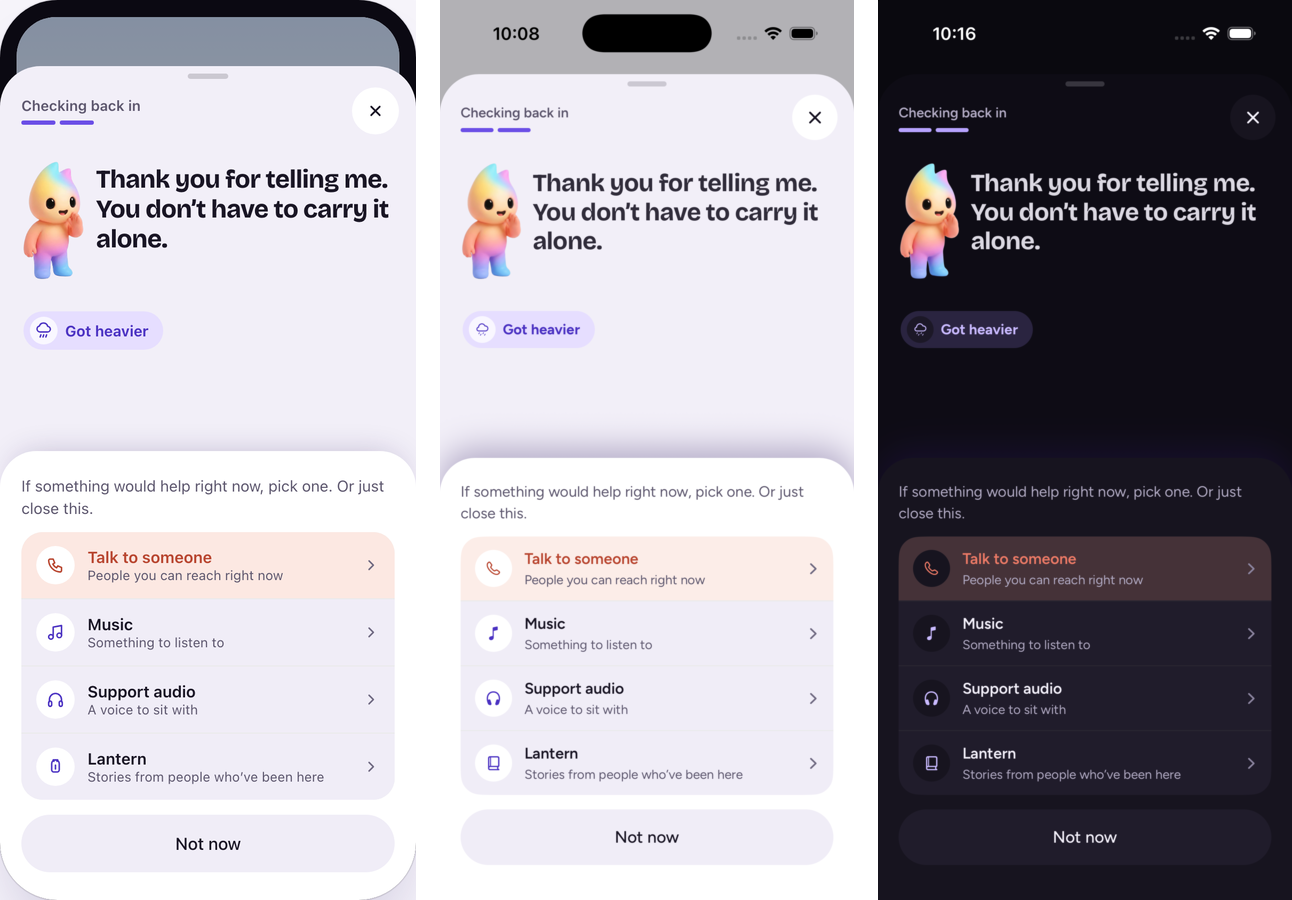 Checking back in
Thank you for telling me.
You don't have to carry it
alone.
Got heavier
If something would help right now, pick one. Or just
close this.
Talk to someone
People you can reach right now
Music
Something to listen to
Support audio
A voice to sit with
Lantern
Stories from people who've been here
Not now
10:08
Checking back in
Thank you for telling me.
You don't have to carry it
alone.
Got heavier
If something would help right now, pick one. Or just
close this.
Talk to someone
People you can reach right now
Music
Something to listen to
Support audio
A voice to sit with
Lantern
Stories from people who've been here
Not now
10:16
Checking back in
Thank you for telling me.
You don't have to carry it
alone.
Got heavier
If something would help right now, pick one. Or just
close this.
Talk to someone
People you can reach right now
Music
Something to listen to
Support audio
A voice to sit with
Lantern
Stories from people who've been here
Not now